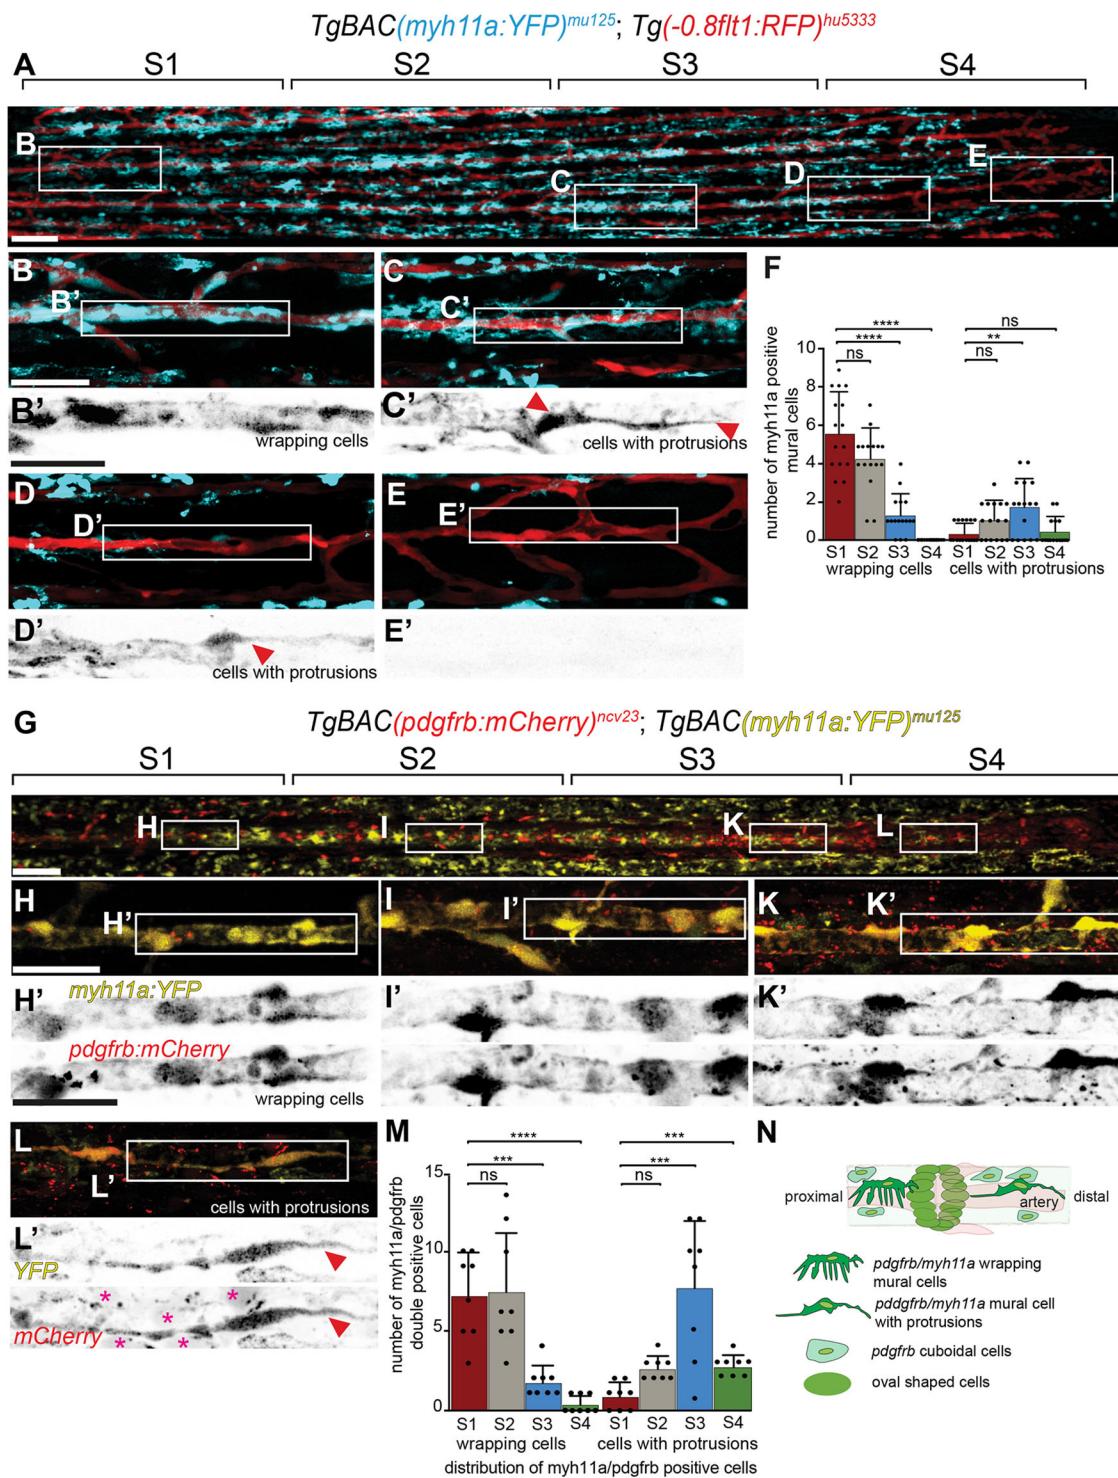 TgBAC(myh11a:YFP)mu125; Tg(-0.8flt1:RFP)hu5333
A
S1 S2 S3 S4
B
C
D
E
B
B'
C
C'
B'
wrapping cells
C'
cells with protrusions
D
D'
E
E'
D'
cells with protrusions
E'
F
ns
**** **
**** ns
ns
number of myh11a positive
mural cells
10
8
6
4
2
0
S1 S2 S3 S4 S1 S2 S3 S4
wrapping cells cells with protrusions
G
TgBAC(pdgfrb:mCherry)ncv23; TgBAC(myh11a:YFP)mu125
S1 S2 S3 S4
H
I
K
L
H
H'
I
I'
K
K'
H'
myh11a:YFP
pdgfrb:mCherry
wrapping cells
I'
K'
L
L'
cells with protrusions
L'
YFP
* * * * *
mCherry
M
**** ***
*** ***
ns ns
number of myh11a/pdgfrb
double positive cells
15
10
5
0
S1 S2 S3 S4 S1 S2 S3 S4
wrapping cells cells with protrusions
distribution of myh11a/pdgfrb positive cells
N
proximal
artery
distal
pdgfrb/myh11a wrapping
mural cells
pddgfrb/myh11a mural cell
with protrusions
pdgfrb cuboidal cells
oval shaped cells